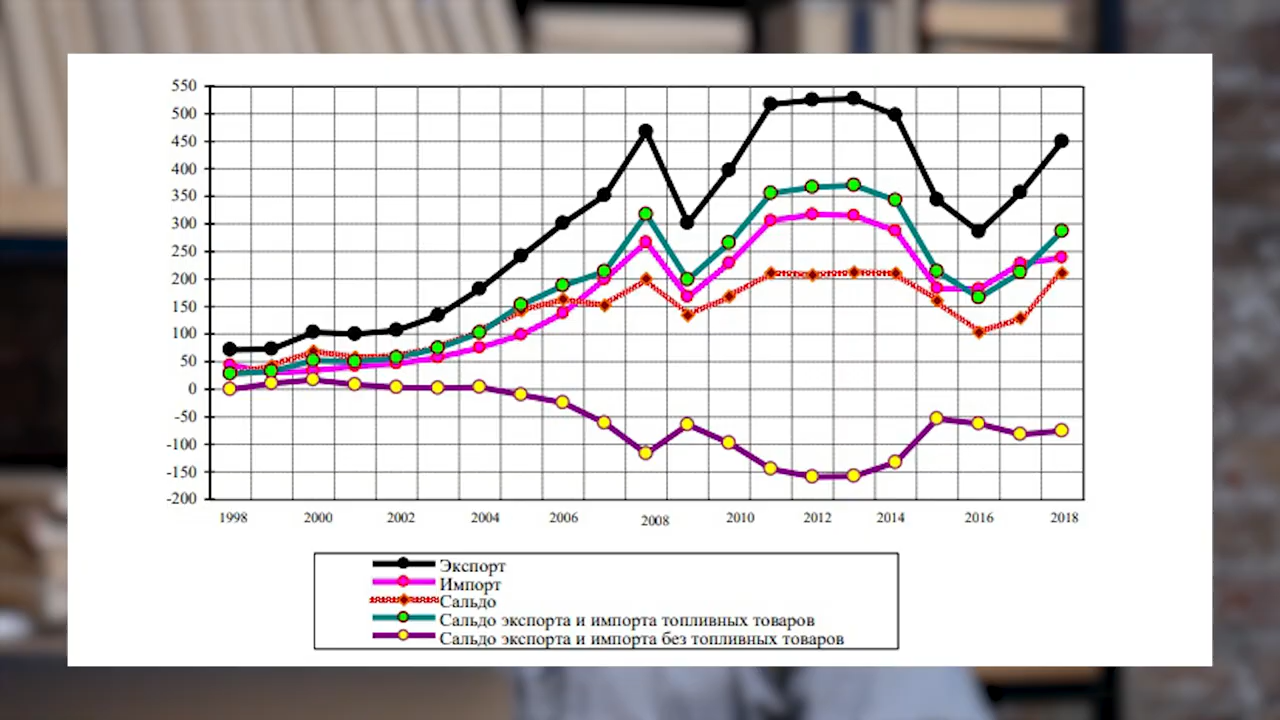 550
500
450
400
350
300
250
200
150
100
50
0
-50
-100
-150
-200
1998 2000 2002 2004 2006 2008 2010 2012 2014 2016 2018
Экспорт
Импорт
Сальдо
Сальдо экспорта и импорта топливных товаров
Сальдо экспорта и импорта без топливных товаров